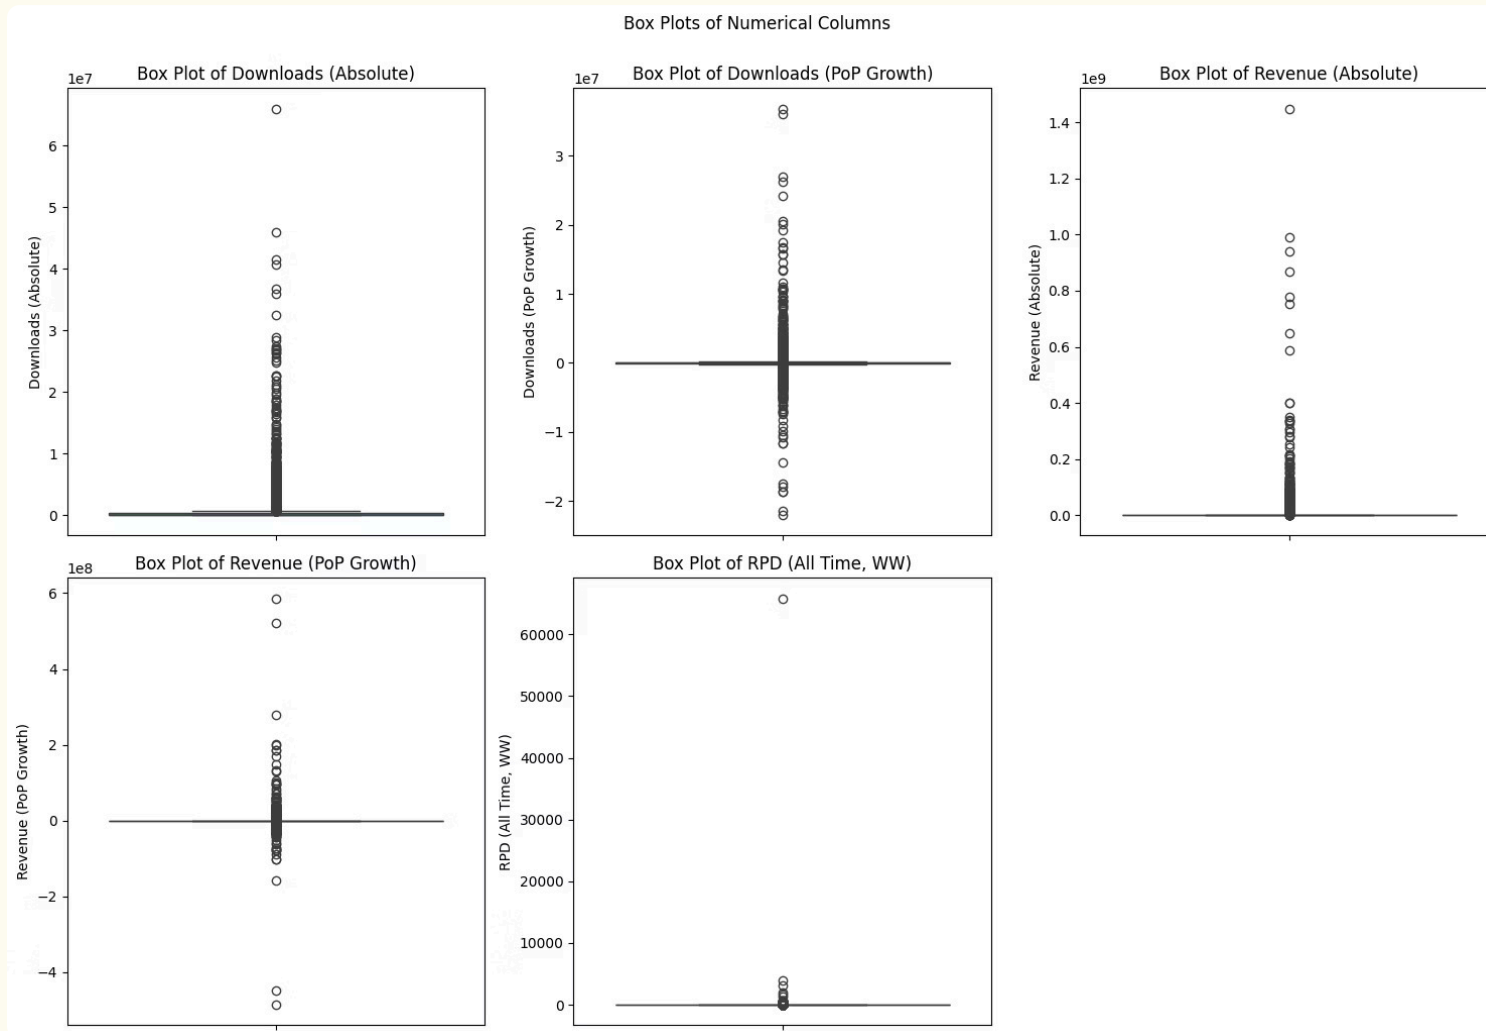 Box Plots of Numerical Columns
Box Plot of Downloads (Absolute)
1e7
6
5
4
3
2
1
0
Downloads (Absolute)
Box Plot of Downloads (PoP Growth)
1e7
3
2
1
0
−1
−2
Downloads (PoP Growth)
Box Plot of Revenue (Absolute)
1e9
1.4
1.2
1.0
0.8
0.6
0.4
0.2
0.0
Revenue (Absolute)
Box Plot of Revenue (PoP Growth)
1e8
6
4
2
0
−2
−4
Revenue (PoP Growth)
Box Plot of RPD (All Time, WW)
60000
50000
40000
30000
20000
10000
0
RPD (All Time, WW)